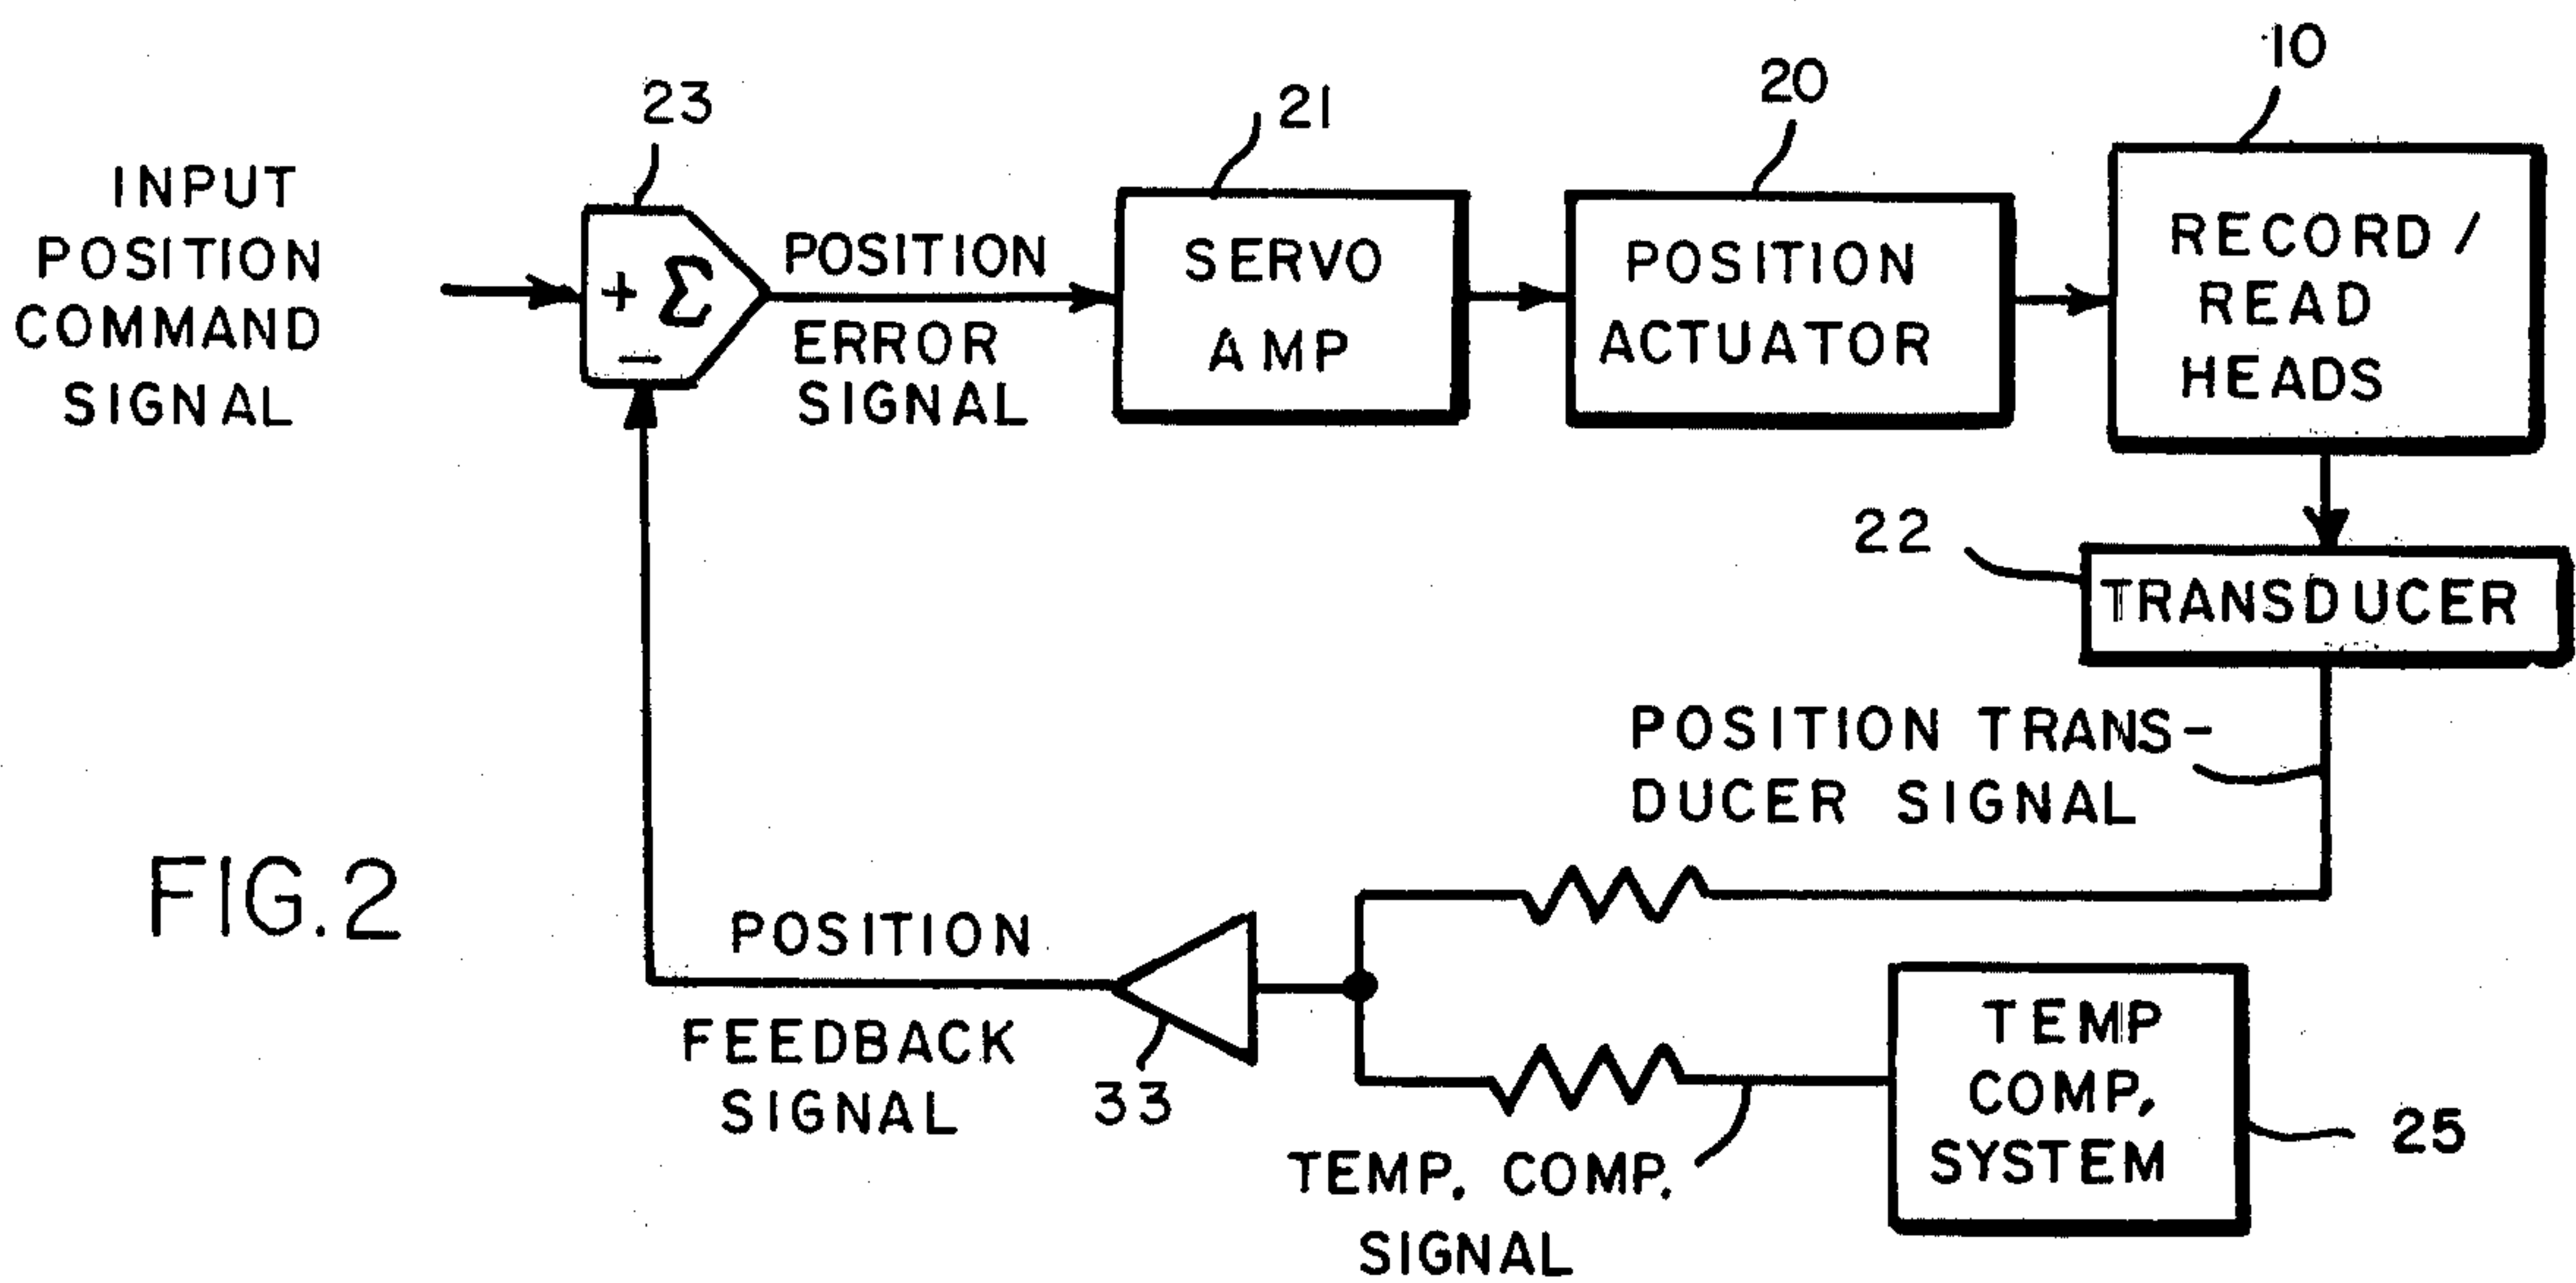 10
20
23
21
INPUT
POSITION
COMMAND
SIGNAL
+ Σ
−
POSITION
ERROR
SIGNAL
SERVO
AMP
POSITION
ACTUATOR
RECORD /
READ
HEADS
22
TRANSDUCER
POSITION TRANS-
DUCER SIGNAL
FIG.2
POSITION
FEEDBACK
SIGNAL
33
TEMP. COMP.
SIGNAL
TEMP
COMP.
SYSTEM
25